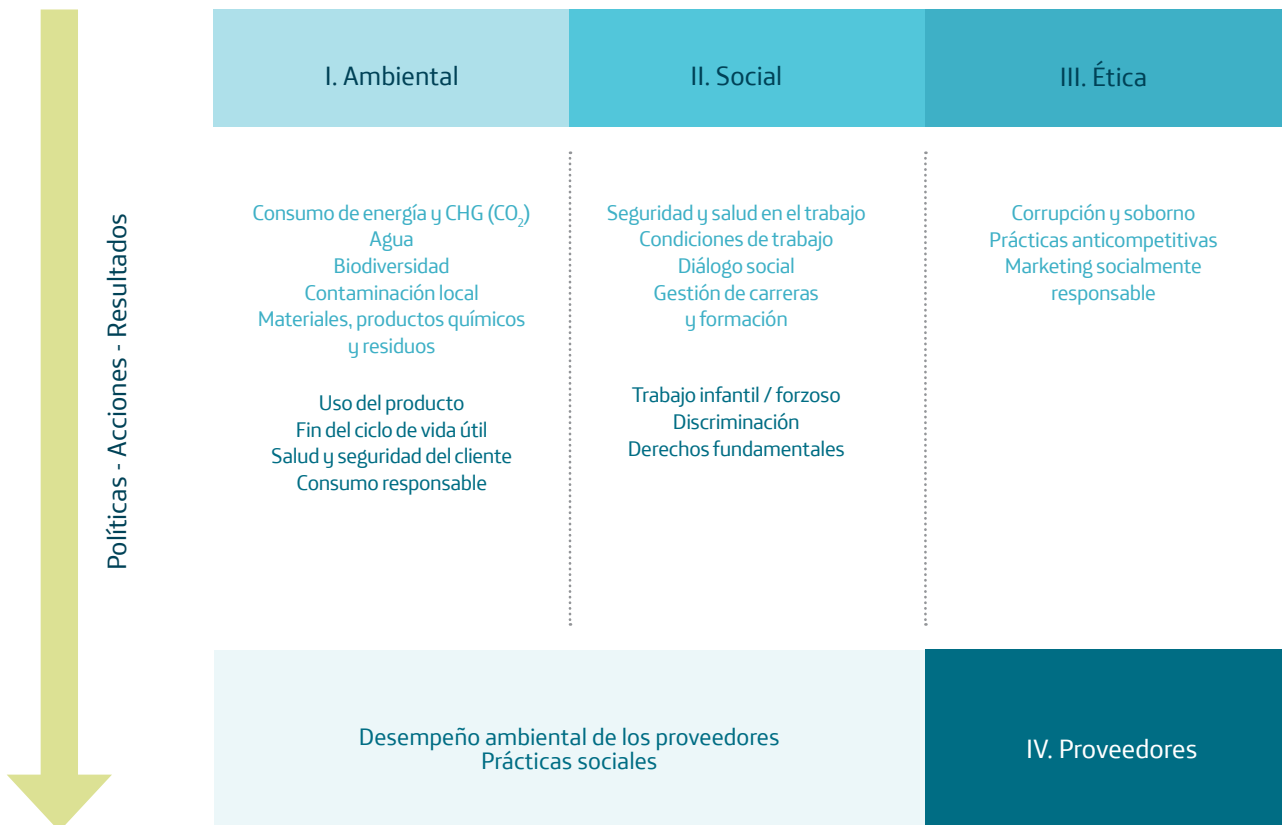 Políticas - Acciones - Resultados
I. Ambiental
II. Social
III. Ética
Consumo de energía y CHG (CO₂)
Agua
Biodiversidad
Contaminación local
Materiales, productos químicos
y residuos
Uso del producto
Fin del ciclo de vida útil
Salud y seguridad del cliente
Consumo responsable
Seguridad y salud en el trabajo
Condiciones de trabajo
Diálogo social
Gestión de carreras
y formación
Trabajo infantil / forzoso
Discriminación
Derechos fundamentales
Corrupción y soborno
Prácticas anticompetitivas
Marketing socialmente
responsable
Desempeño ambiental de los proveedores
Prácticas sociales
IV. Proveedores